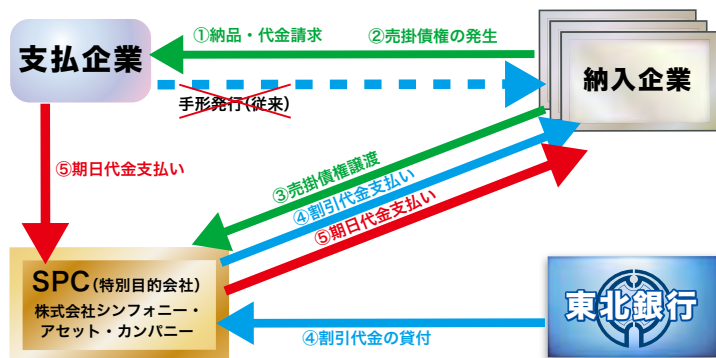 ①納品・代金請求
②売掛債権の発生
支払企業
納入企業
手形発行(従来)
⑤期日代金支払い
③売掛債権譲渡
④割引代金支払い
⑤期日代金支払い
SPC(特別目的会社)
株式会社シンフォニー・
アセット・カンパニー
東北銀行
④割引代金の貸付